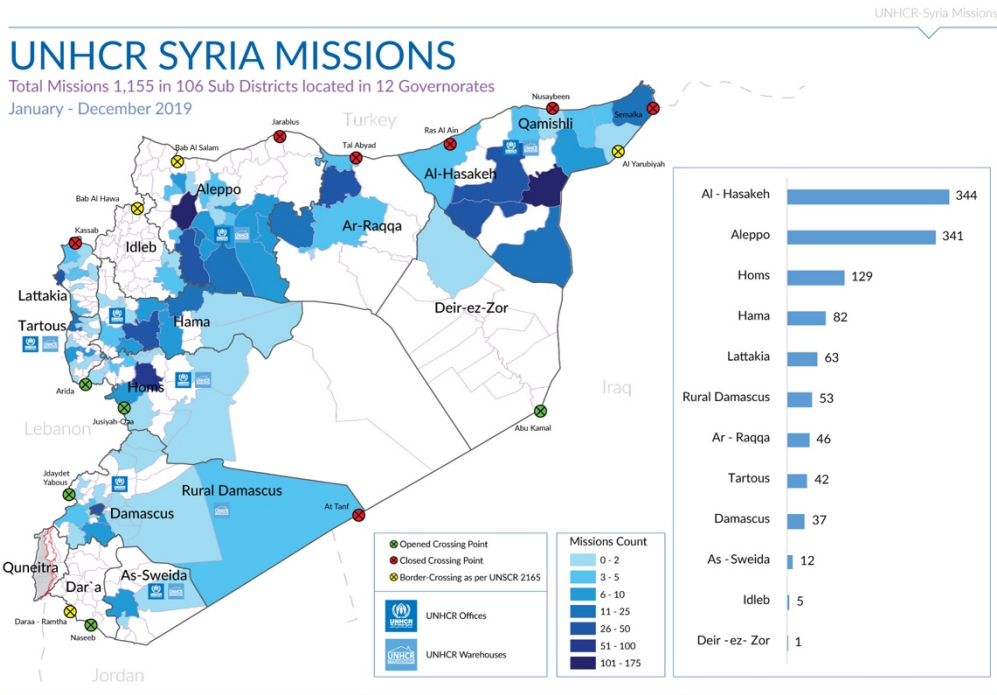 UNHCR-Syria Missions
UNHCR SYRIA MISSIONS
Total Missions 1,155 in 106 Sub Districts located in 12 Governorates
January - December 2019
Turkey
Nusaybeen
Qamishli
Semalka
Jarablus
Ras Al Ain
Tal Abyad
Bab Al Salam
Al Yarubiyah
Al-Hasakeh
Aleppo
Bab Al Hawa
Ar-Raqqa
Kassab
Idleb
Lattakia
Deir-ez-Zor
Tartous
Hama
Iraq
Homs
Arida
Jusiyah-Qaa
Abu Kamal
Lebanon
Jdaydet
Yabous
Rural Damascus
At Tanf
Damascus
Quneitra
As-Sweida
Dar`a
Daraa - Ramtha
Naseeb
Jordan
Opened Crossing Point
Closed Crossing Point
Border-Crossing as per UNSCR 2165
UNHCR
UNHCR Offices
UNHCR Warehouses
Missions Count
0 - 2
3 - 5
6 - 10
11 - 25
26 - 50
51 - 100
101 - 175
Al - Hasakeh 344
Aleppo 341
Homs 129
Hama 82
Lattakia 63
Rural Damascus 53
Ar - Raqqa 46
Tartous 42
Damascus 37
As - Sweida 12
Idleb 5
Deir -ez- Zor 1